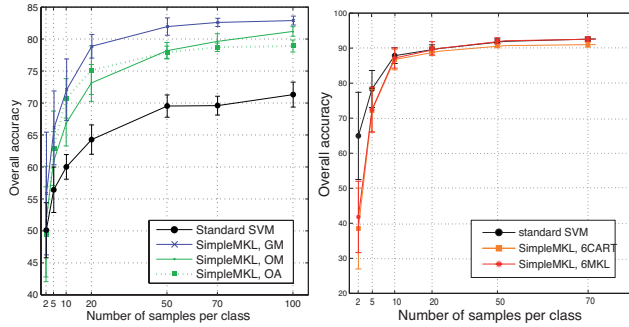 85
80
75
70
65
60
55
50
45
40
Overall accuracy
2 5 10 20 50 70 100
Number of samples per class
Standard SVM
SimpleMKL, GM
SimpleMKL, OM
SimpleMKL, OA
100
90
80
70
60
50
40
30
20
Overall accuracy
2 5 10 20 50 70
Number of samples per class
standard SVM
SimpleMKL, 6CART
SimpleMKL, 6MKL